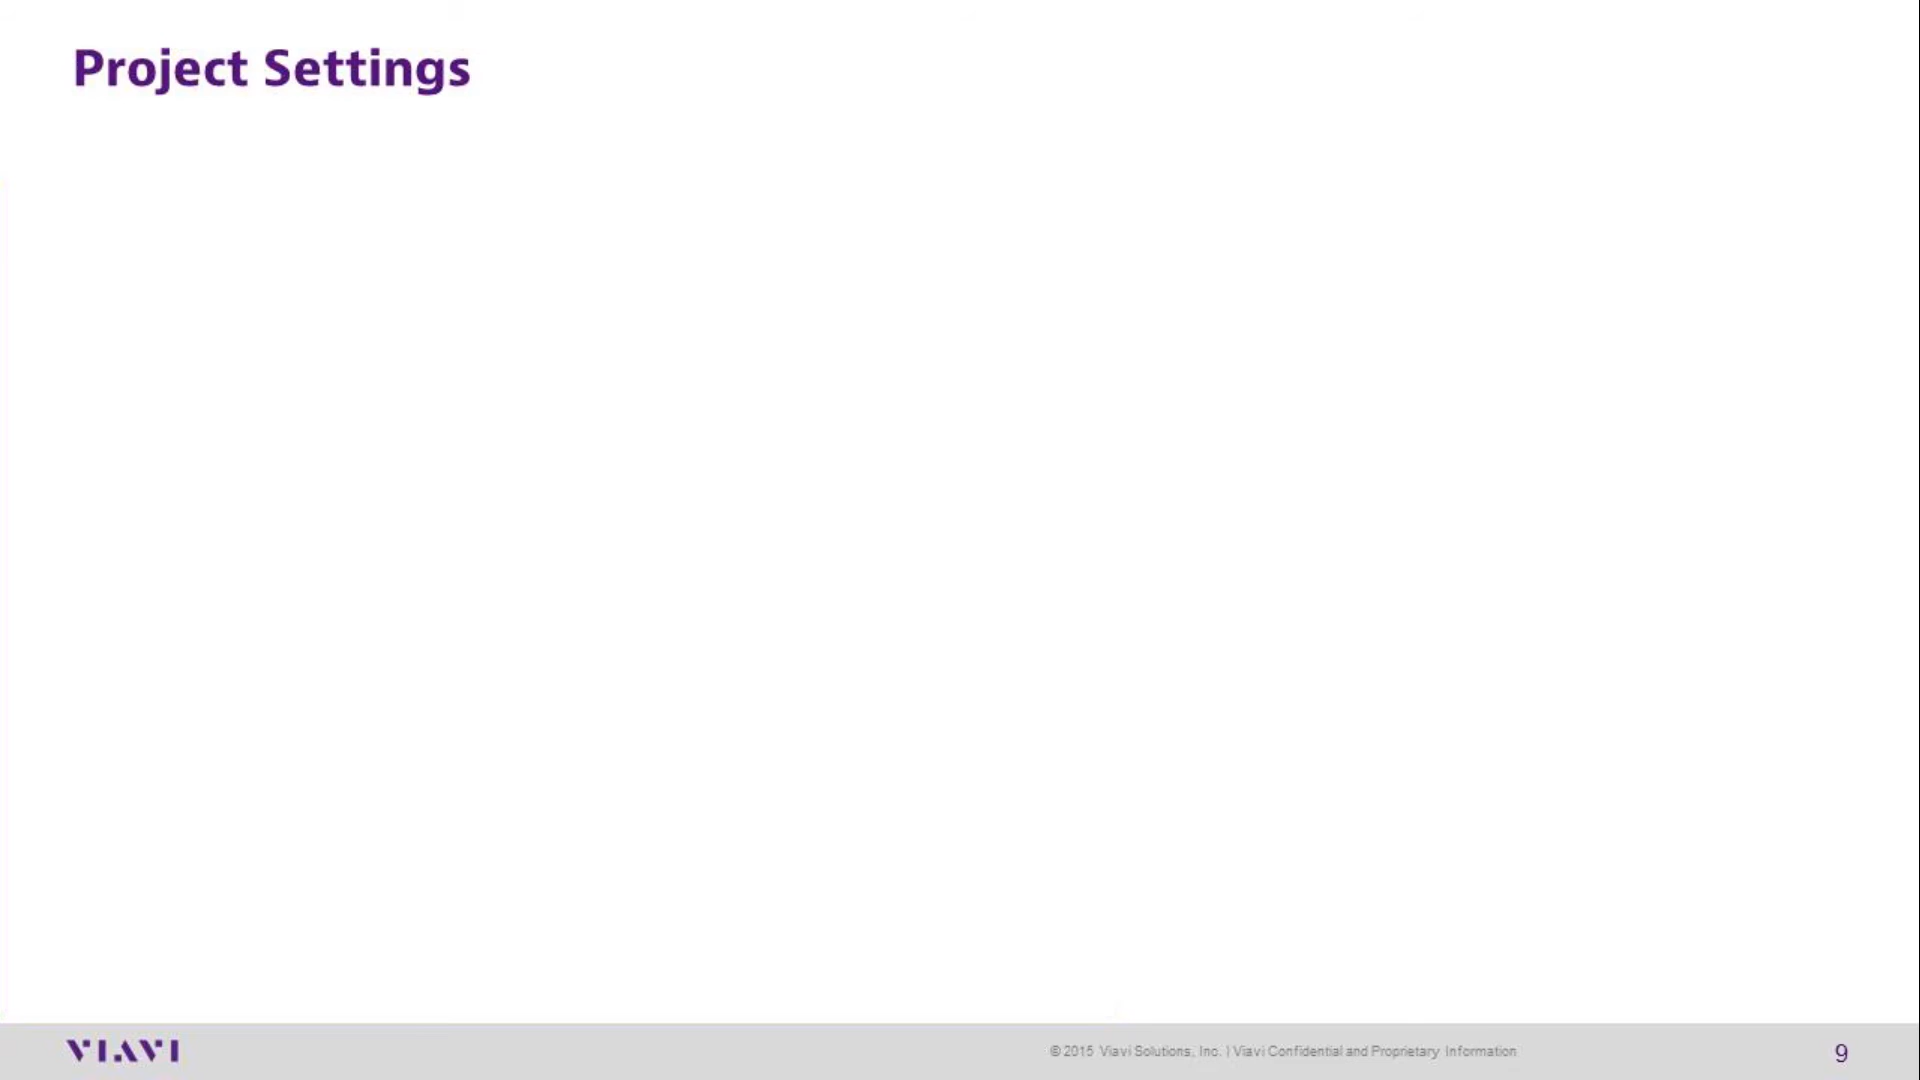 Project Settings
VIAVI
© 2015 Viavi Solutions, Inc. | Viavi Confidential and Proprietary Information
9